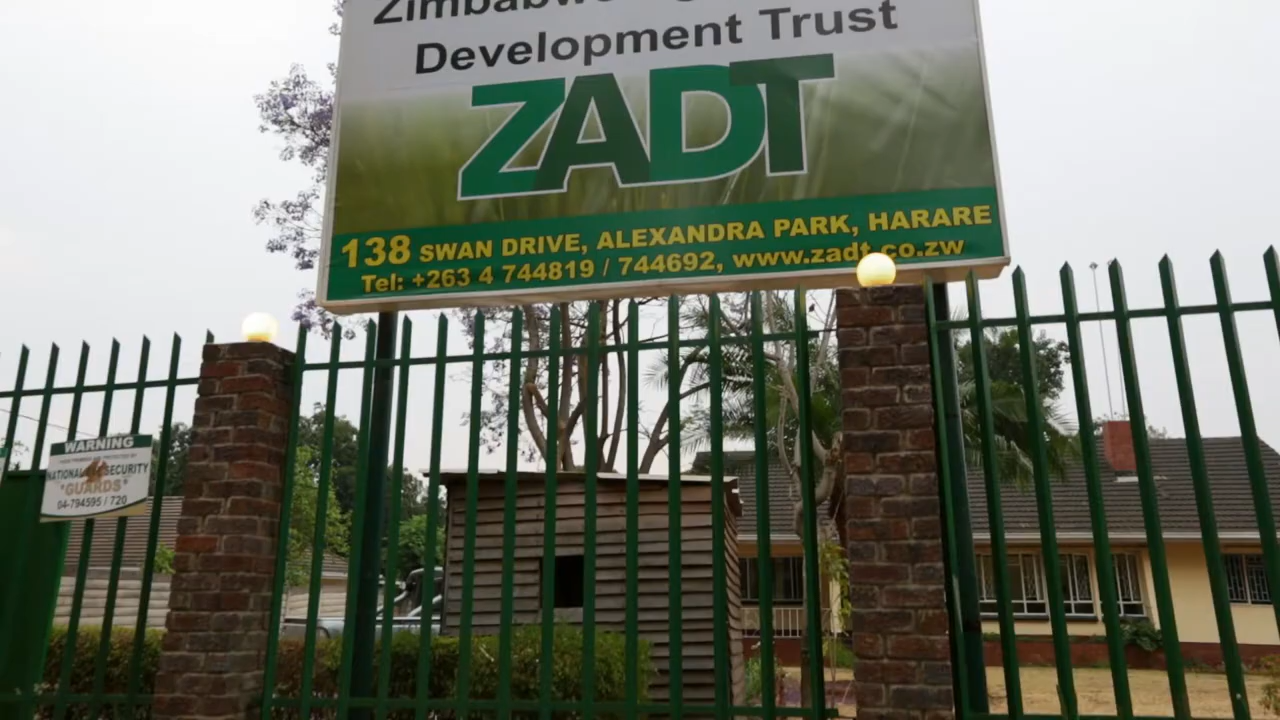 Development Trust
ZADT
138 SWAN DRIVE, ALEXANDRA PARK, HARARE
Tel: +263 4 744819 / 744692, www.zadt.co.zw
WARNING
NATIONAL SECURITY
"GUARDS"
04-794595 / 720